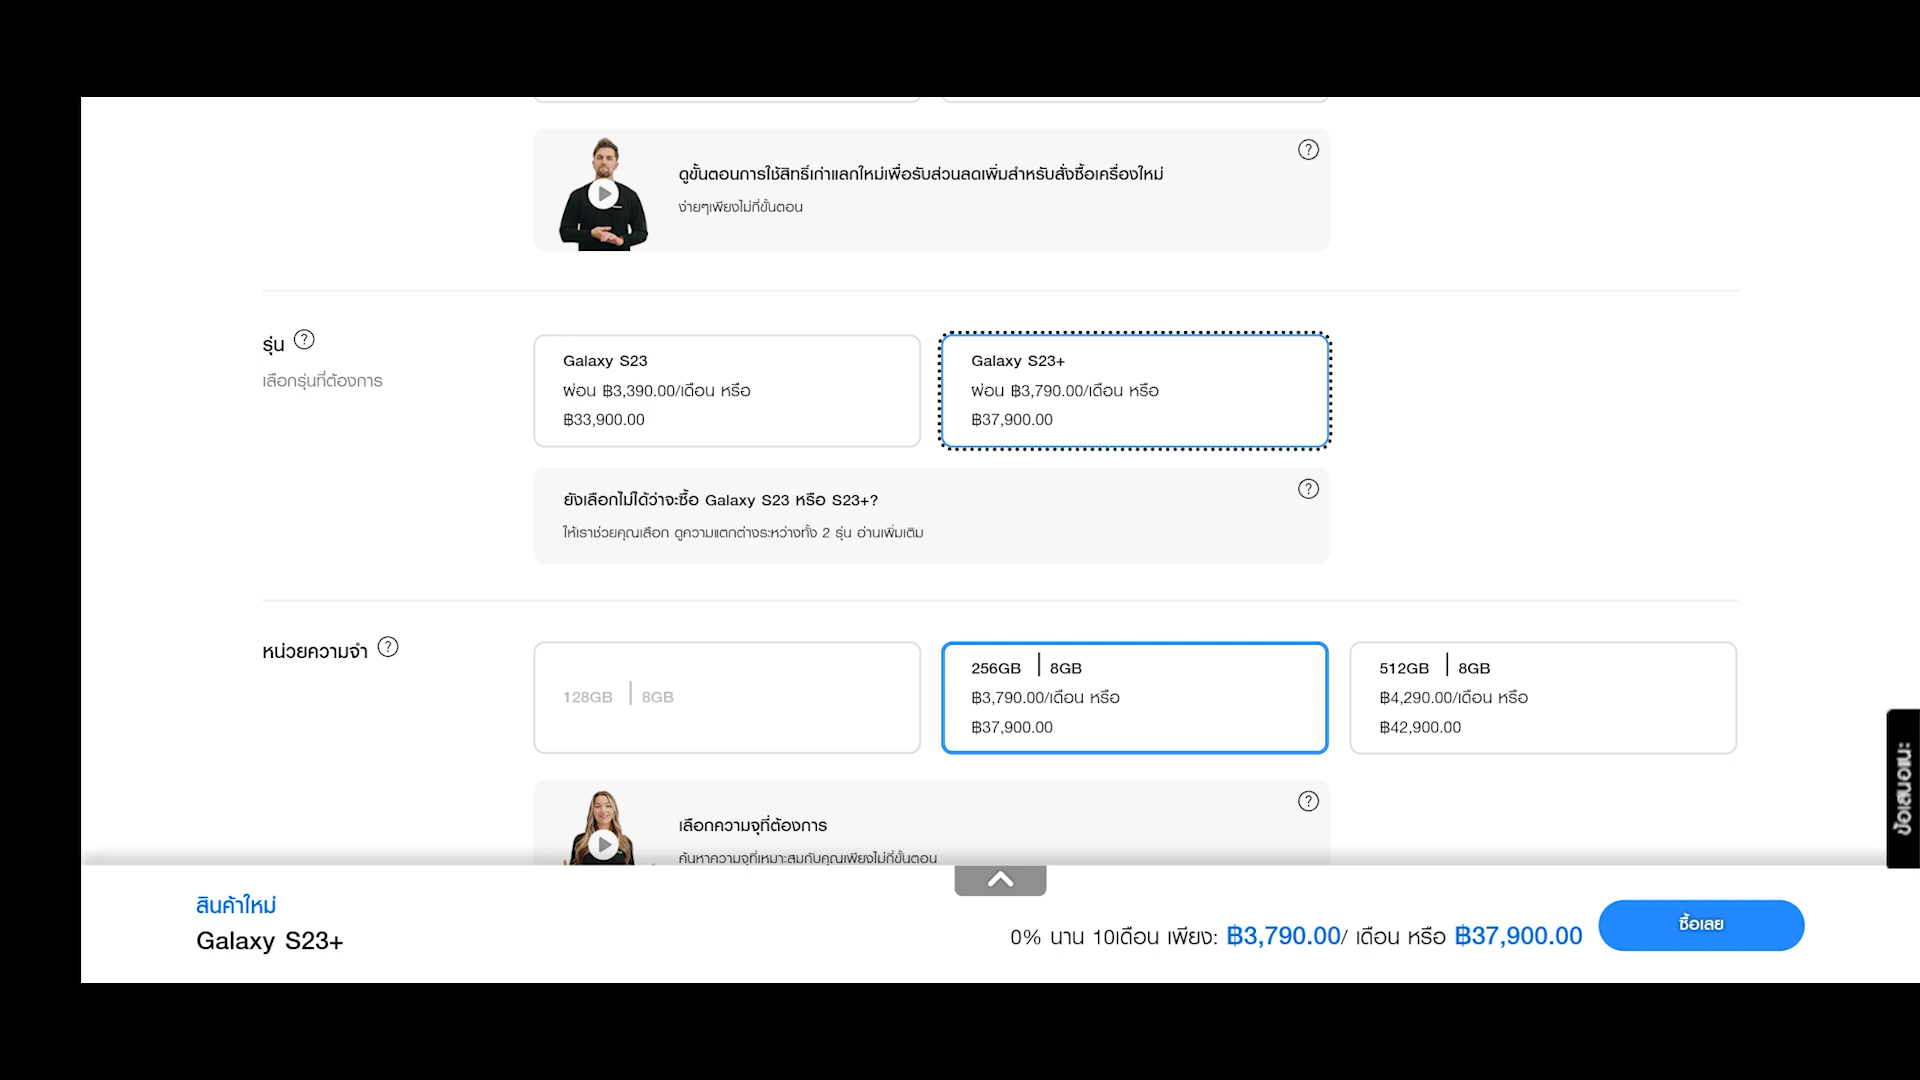 ดูขั้นตอนการใช้สิทธิ์เก่าแลกใหม่เพื่อรับส่วนลดเพิ่มสำหรับสั่งซื้อเครื่องใหม่
ง่ายๆเพียงไม่กี่ขั้นตอน
รุ่น
เลือกรุ่นที่ต้องการ
Galaxy S23
ผ่อน ฿3,390.00/เดือน หรือ
฿33,900.00
Galaxy S23+
ผ่อน ฿3,790.00/เดือน หรือ
฿37,900.00
ยังเลือกไม่ได้ว่าจะซื้อ Galaxy S23 หรือ S23+?
ให้เราช่วยคุณเลือก ดูความแตกต่างระหว่างทั้ง 2 รุ่น อ่านเพิ่มเติม
หน่วยความจำ
128GB | 8GB
256GB | 8GB
฿3,790.00/เดือน หรือ
฿37,900.00
512GB | 8GB
฿4,290.00/เดือน หรือ
฿42,900.00
เลือกความจุที่ต้องการ
ค้นหาความจุที่เหมาะสมกับคุณเพียงไม่กี่ขั้นตอน
ข้อเสนอแนะ
สินค้าใหม่
Galaxy S23+
0% นาน 10เดือน เพียง: ฿3,790.00/ เดือน หรือ ฿37,900.00
ซื้อเลย